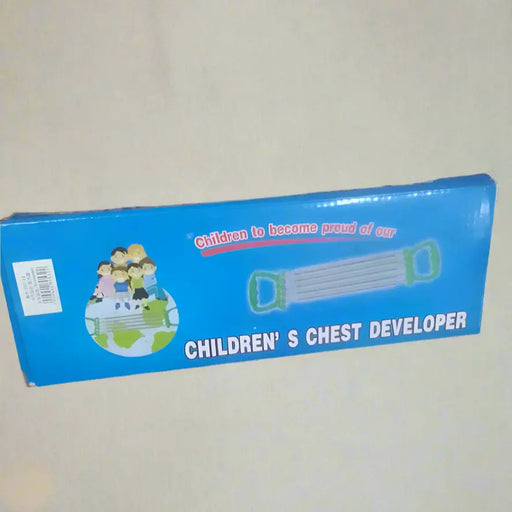 Children to become proud of our
CHILDREN' S CHEST DEVELOPER